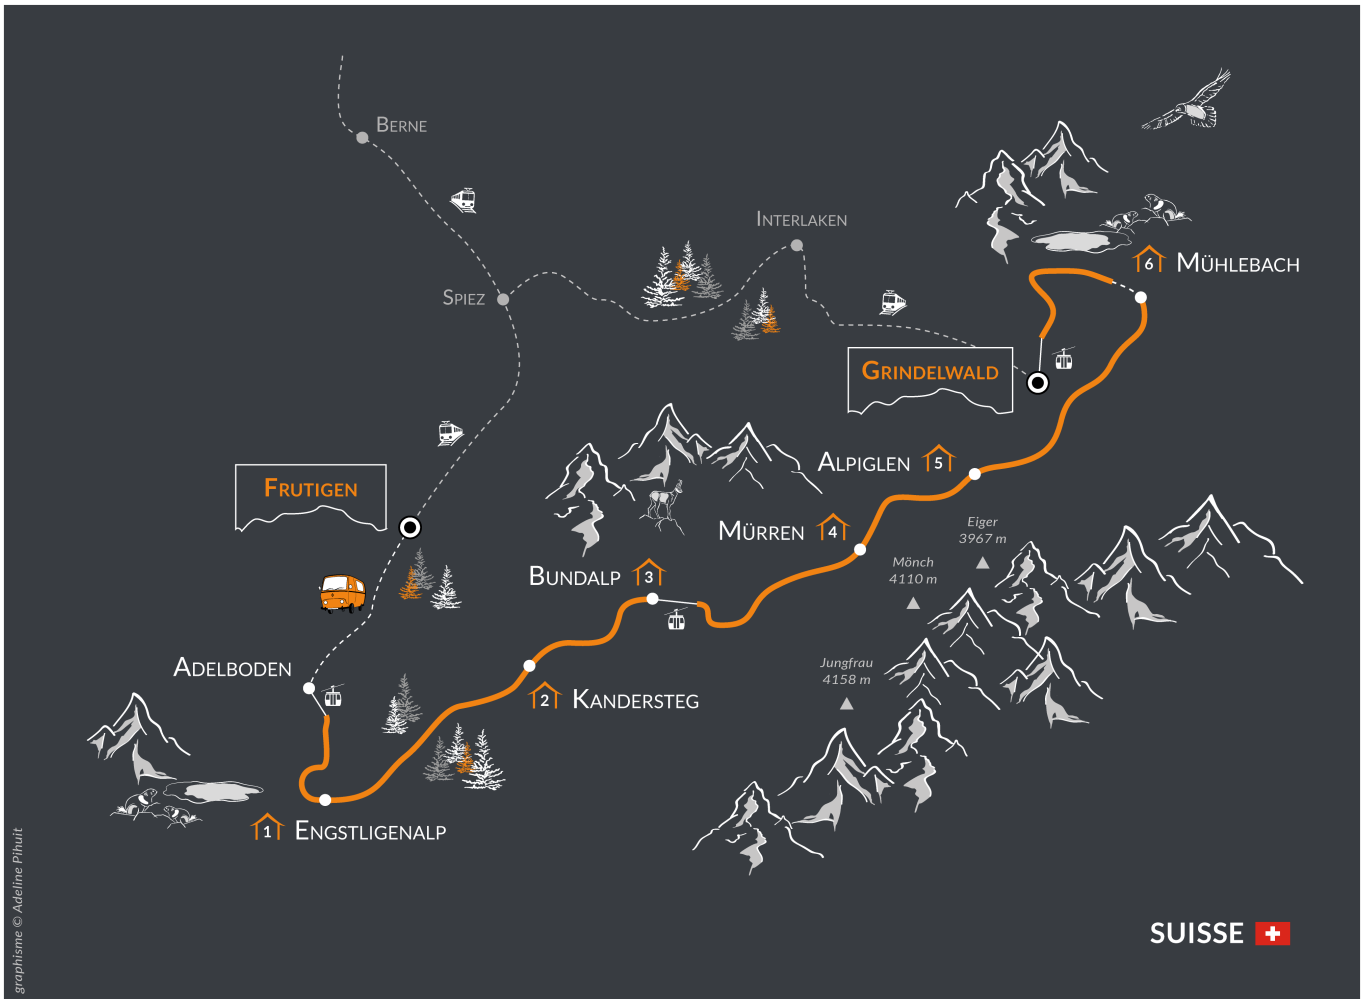 BERNE
INTERLAKEN
6 MÜHLEBACH
SPIEZ
GRINDELWALD
ALPIGLEN 5
FRUTIGEN
MÜRREN 4
Eiger
3967 m
Mönch
4110 m
BUNDALP 3
ADELBODEN
Jungfrau
4158 m
2 KANDERSTEG
1 ENGSTLIGENALP
SUISSE
graphisme © Adeline Pihuit